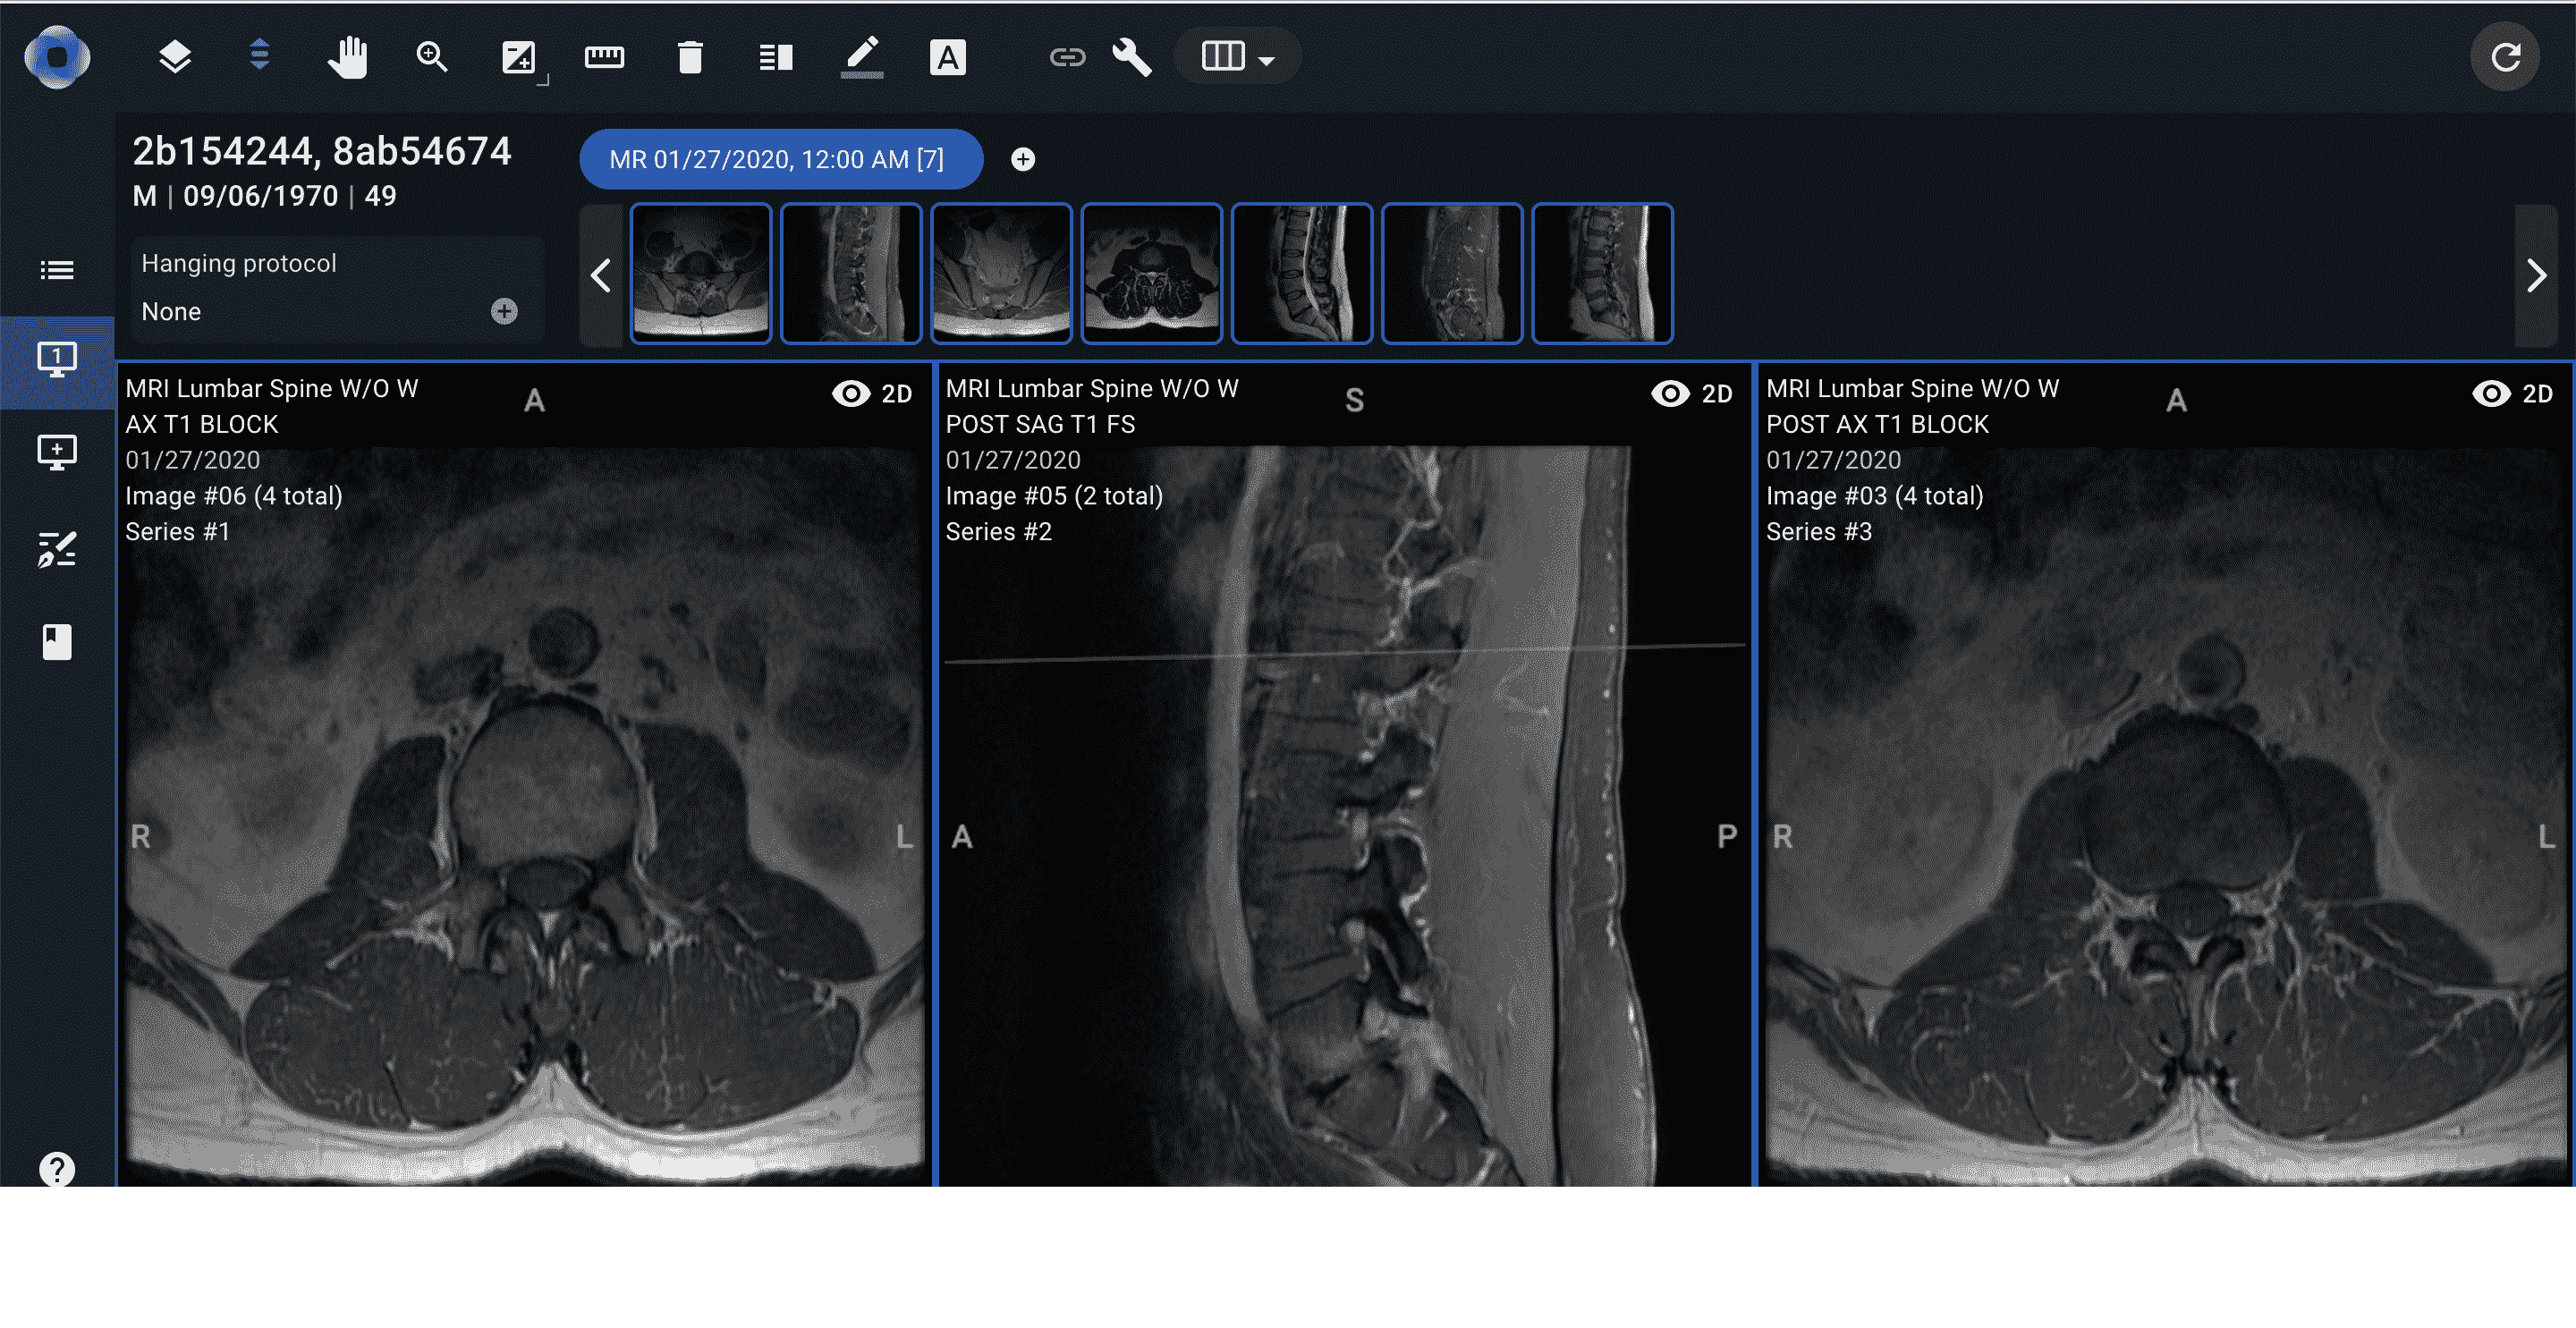 A
2b154244, 8ab54674
M | 09/06/1970 | 49
MR 01/27/2020, 12:00 AM [7]
Hanging protocol
None
1
MRI Lumbar Spine W/O W
A
2D
AX T1 BLOCK
01/27/2020
Image #06 (4 total)
Series #1
R
L
MRI Lumbar Spine W/O W
S
2D
POST SAG T1 FS
01/27/2020
Image #05 (2 total)
Series #2
A
P
MRI Lumbar Spine W/O W
A
2D
POST AX T1 BLOCK
01/27/2020
Image #03 (4 total)
Series #3
R
L
?